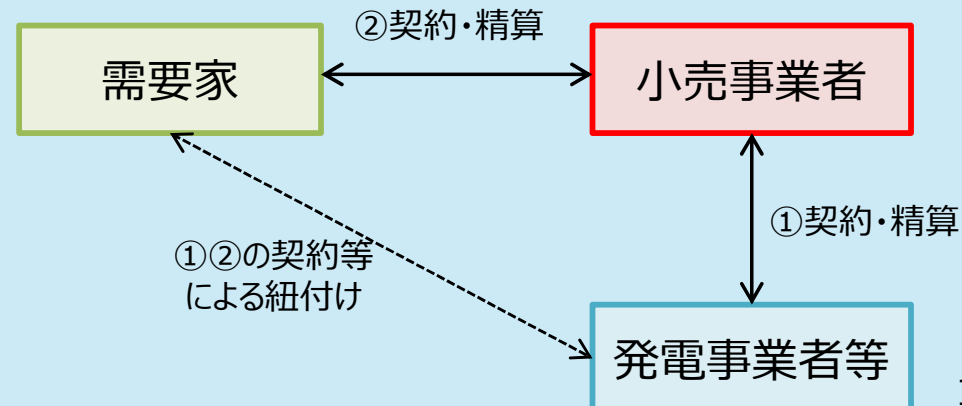 ②契約・精算
需要家
小売事業者
①契約・精算
①②の契約等
による紐付け
発電事業者等